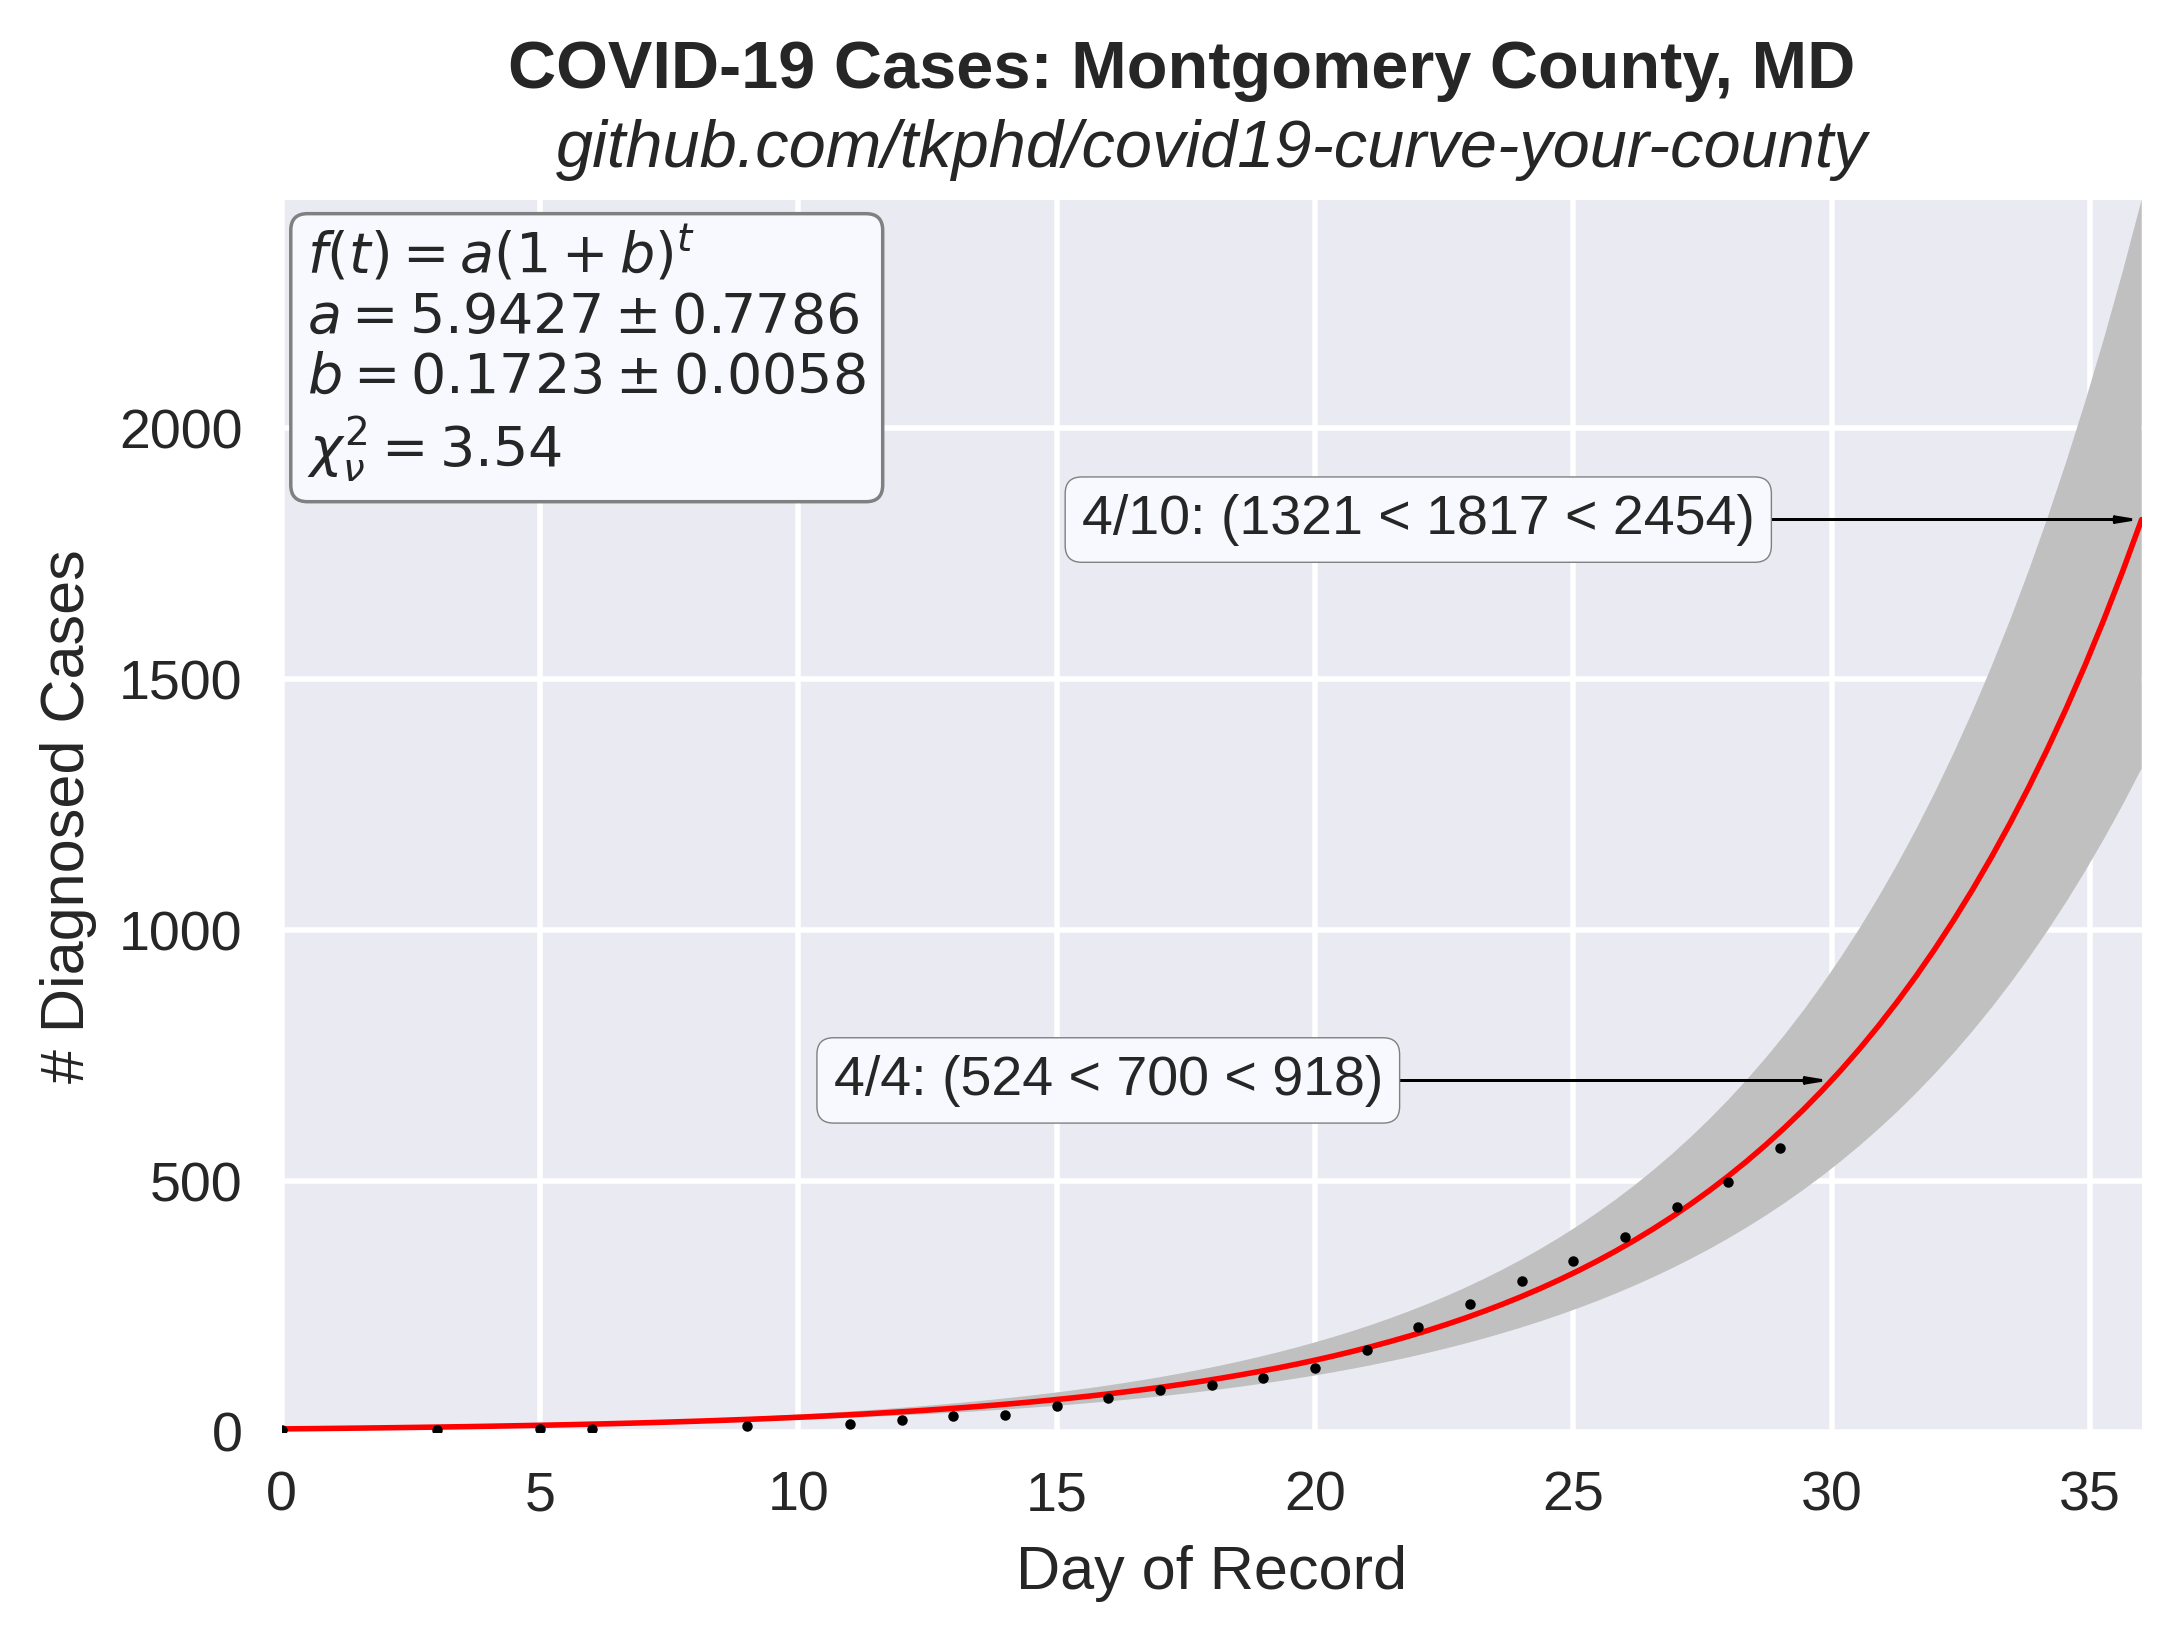 COVID-19 Cases: Montgomery County, MD
github.com/tkphd/covid19-curve-your-county
f(t) = a(1 + b)^t
a = 5.9427 ± 0.7786
b = 0.1723 ± 0.0058
χ²ᵥ = 3.54
4/10: (1321 < 1817 < 2454)
4/4: (524 < 700 < 918)
# Diagnosed Cases
2000
1500
1000
500
0
0 5 10 15 20 25 30 35
Day of Record